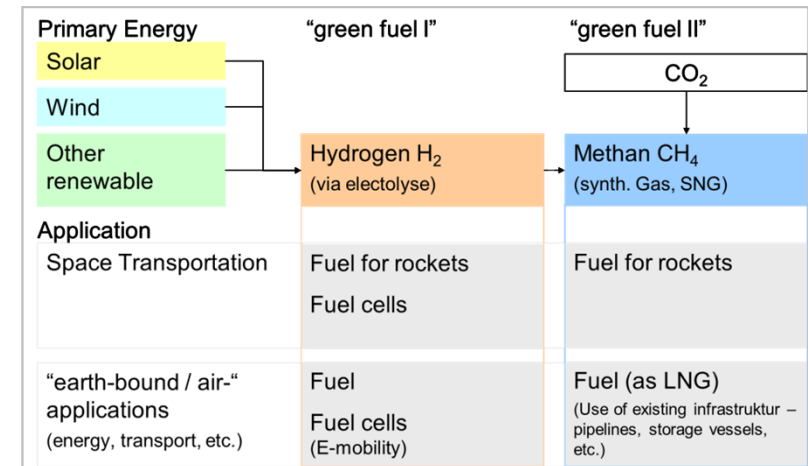 Primary Energy
“green fuel I”
“green fuel II”
Solar
CO₂
Wind
Other
renewable
Hydrogen H₂
(via electolyse)
Methan CH₄
(synth. Gas, SNG)
Application
Space Transportation
Fuel for rockets
Fuel cells
Fuel for rockets
“earth-bound / air-“
applications
(energy, transport, etc.)
Fuel
Fuel cells
(E-mobility)
Fuel (as LNG)
(Use of existing infrastruktur –
pipelines, storage vessels,
etc.)